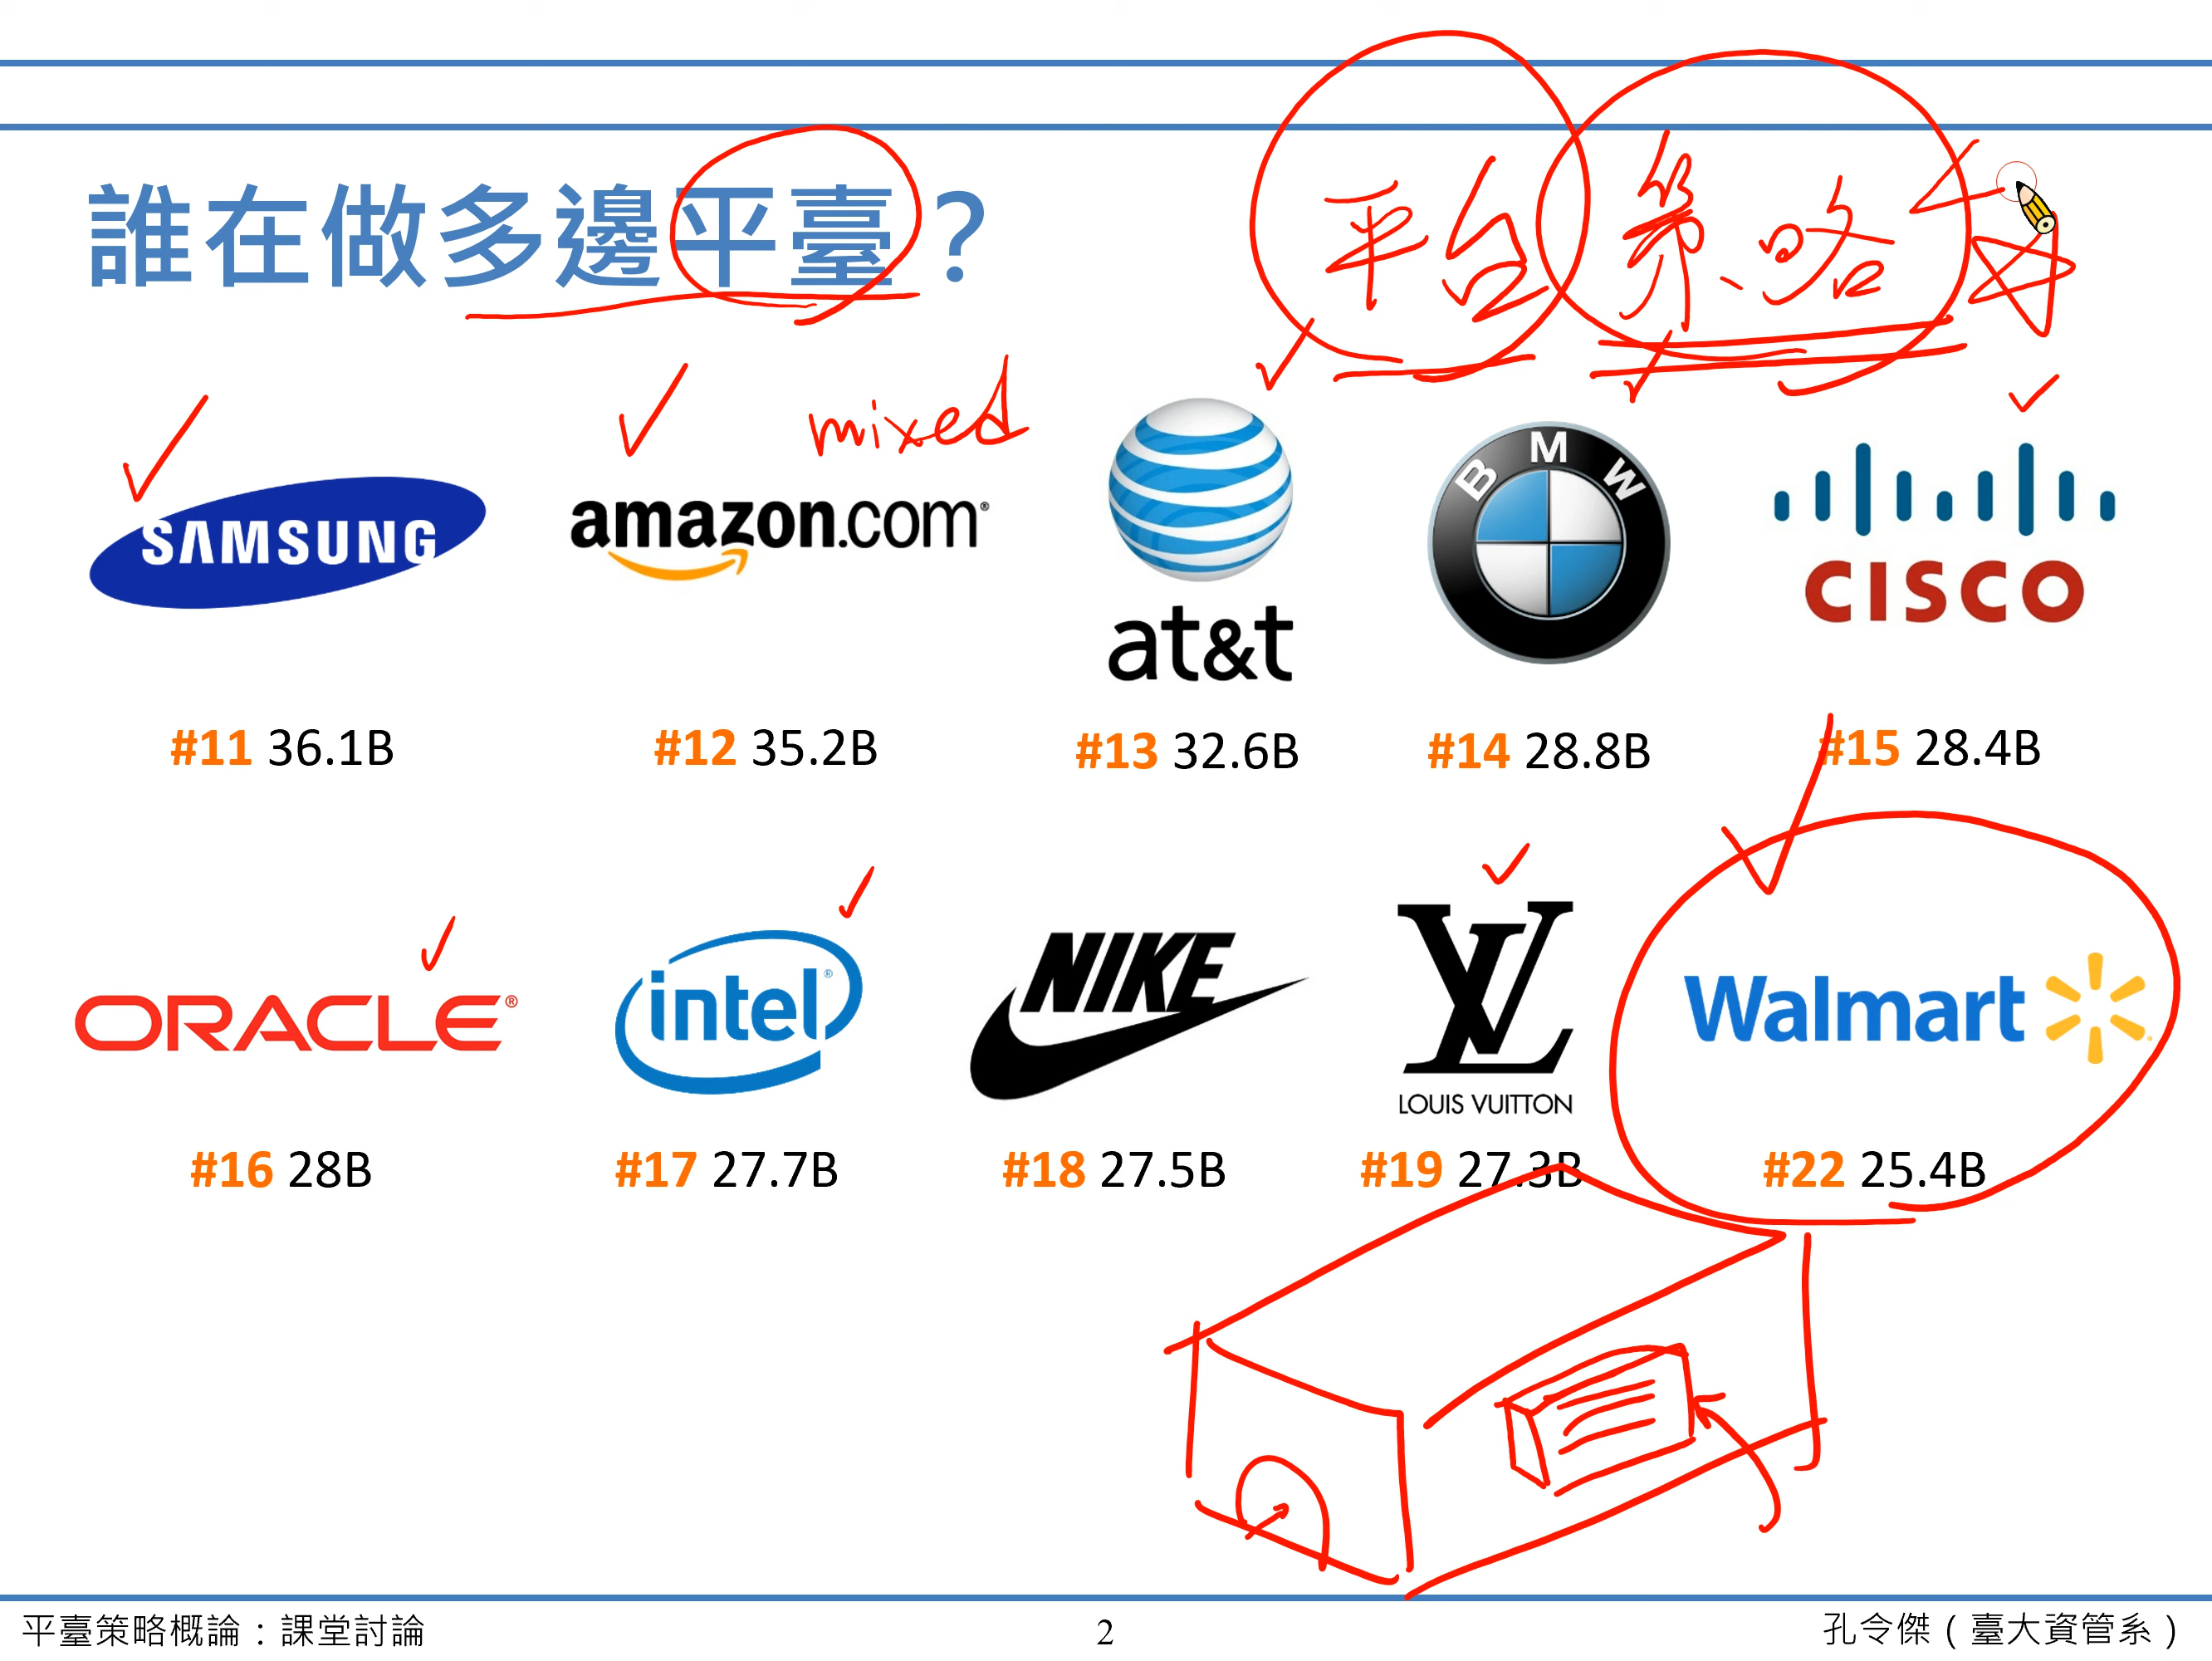 誰在做多邊平臺？
平台策略
mixed
SAMSUNG
amazon.com®
at&t
BMW
CISCO
#11 36.1B
#12 35.2B
#13 32.6B
#14 28.8B
#15 28.4B
ORACLE®
intel®
NIKE
LV
LOUIS VUITTON
Walmart
#16 28B
#17 27.7B
#18 27.5B
#19 27.3B
#22 25.4B
平臺策略概論：課堂討論
2
孔令傑（臺大資管系）